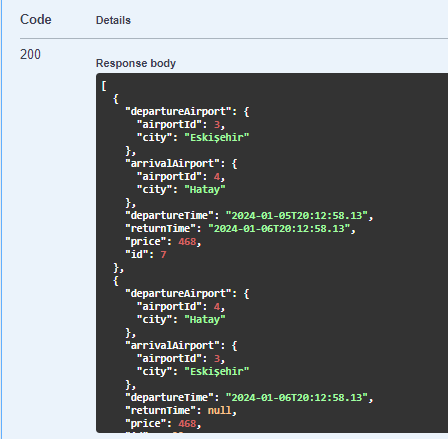 Code Details
200
Response body
[
  {
    "departureAirport": {
      "airportId": 3,
      "city": "Eskişehir"
    },
    "arrivalAirport": {
      "airportId": 4,
      "city": "Hatay"
    },
    "departureTime": "2024-01-05T20:12:58.13",
    "returnTime": "2024-01-06T20:12:58.13",
    "price": 468,
    "id": 7
  },
  {
    "departureAirport": {
      "airportId": 4,
      "city": "Hatay"
    },
    "arrivalAirport": {
      "airportId": 3,
      "city": "Eskişehir"
    },
    "departureTime": "2024-01-06T20:12:58.13",
    "returnTime": null,
    "price": 468,